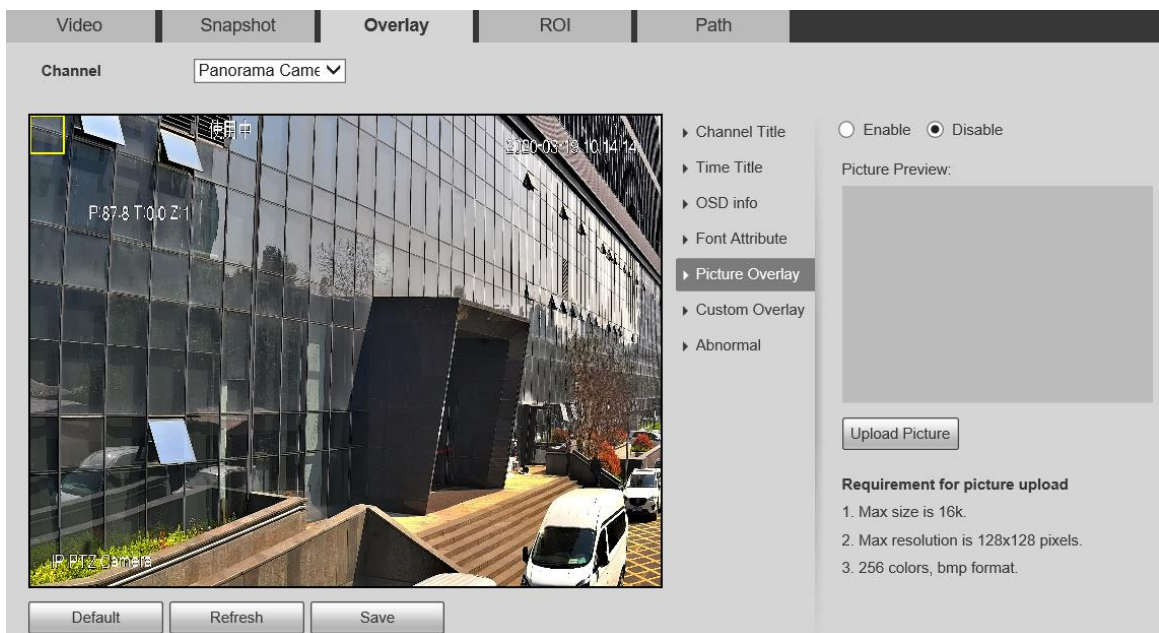 Video Snapshot Overlay ROI Path
Channel Panorama Came
使用中
2020-03-19 10:14:14
P:87.8 T:0.0 Z:1
IP PTZ Camera
Channel Title
Time Title
OSD info
Font Attribute
Picture Overlay
Custom Overlay
Abnormal
Enable Disable
Picture Preview:
Upload Picture
Requirement for picture upload
1. Max size is 16k.
2. Max resolution is 128x128 pixels.
3. 256 colors, bmp format.
Default Refresh Save